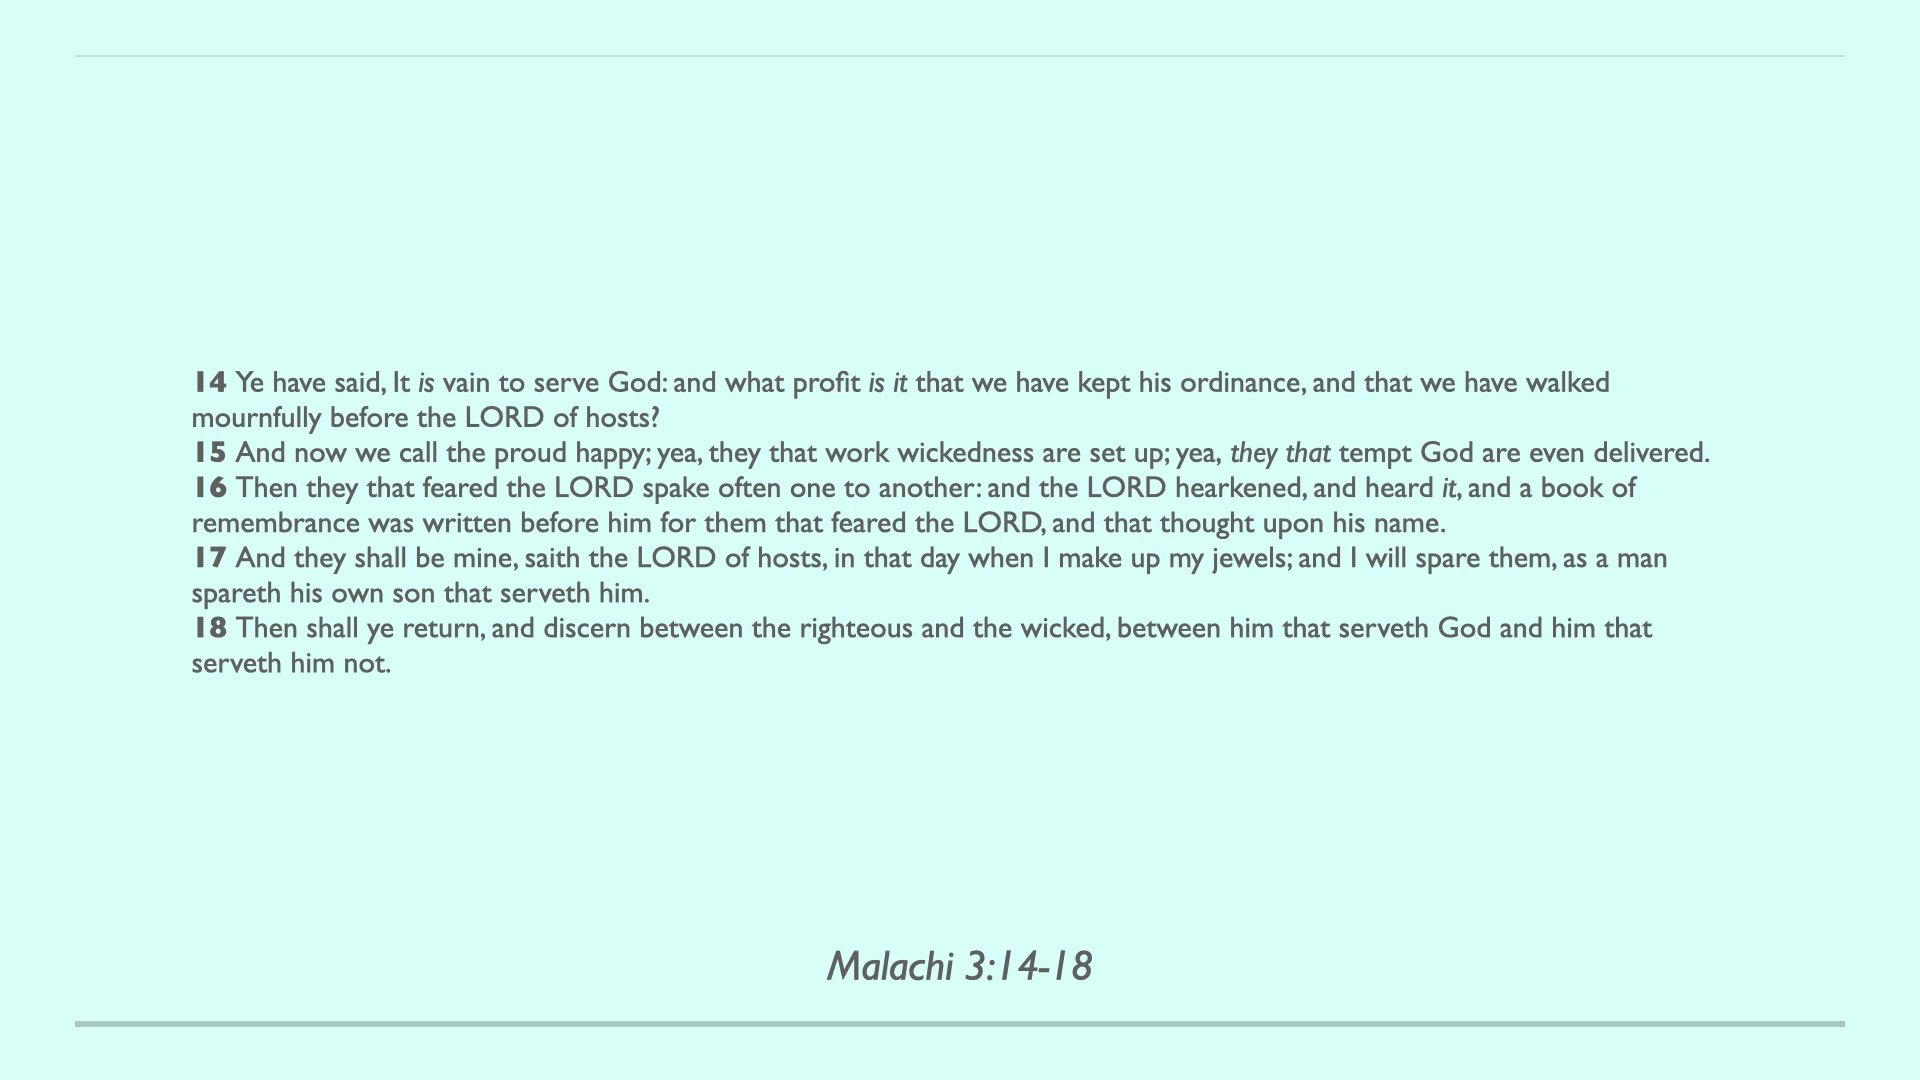 14 Ye have said, It is vain to serve God: and what profit is it that we have kept his ordinance, and that we have walked
mournfully before the LORD of hosts?
15 And now we call the proud happy; yea, they that work wickedness are set up; yea, they that tempt God are even delivered.
16 Then they that feared the LORD spake often one to another: and the LORD hearkened, and heard it, and a book of
remembrance was written before him for them that feared the LORD, and that thought upon his name.
17 And they shall be mine, saith the LORD of hosts, in that day when I make up my jewels; and I will spare them, as a man
spareth his own son that serveth him.
18 Then shall ye return, and discern between the righteous and the wicked, between him that serveth God and him that
serveth him not.
Malachi 3:14-18